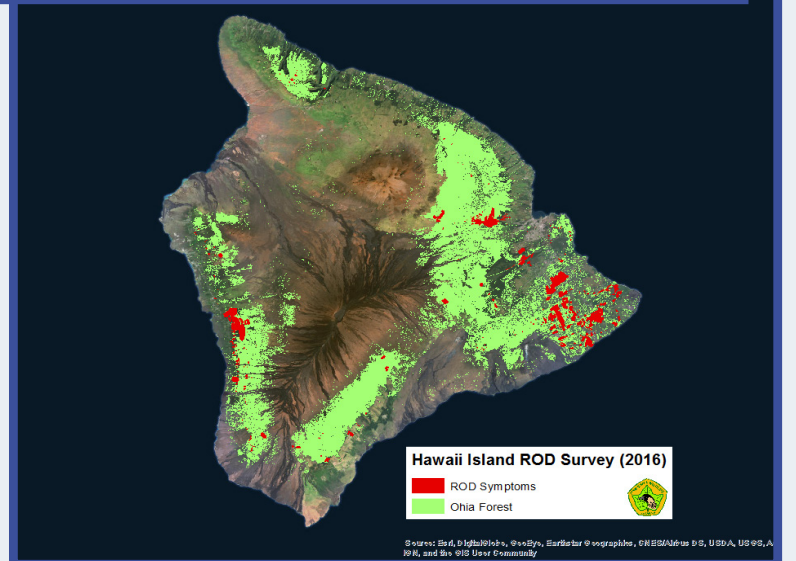 Hawaii Island ROD Survey (2016)
ROD Symptoms
Ohia Forest
Source: Esri, DigitalGlobe, GeoEye, Earthstar Geographics, CNES/Airbus DS, USDA, USGS, A
IGN, and the GIS User Community